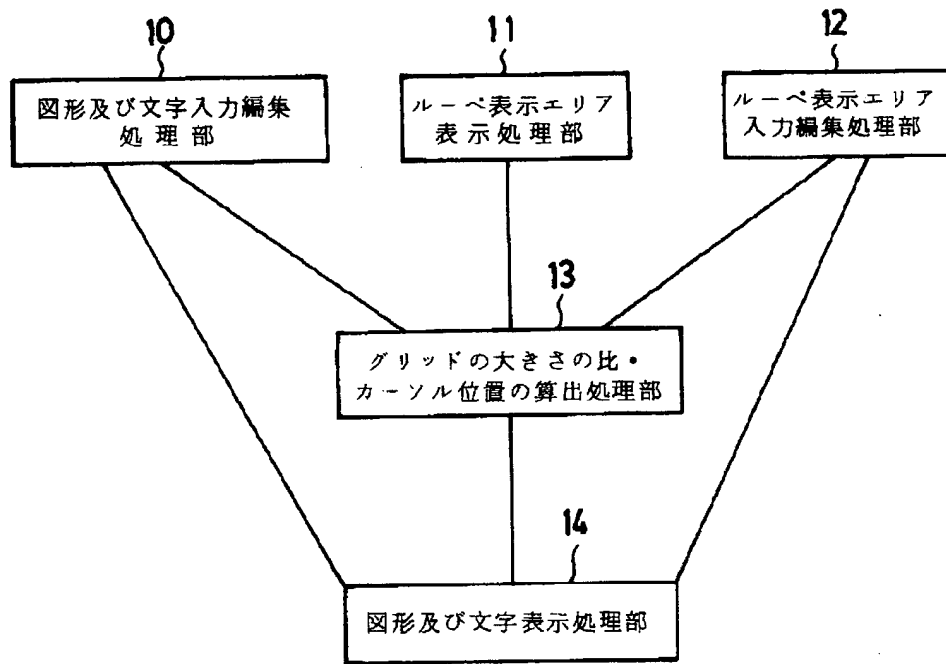 10
図形及び文字入力編集
処理部
11
ルーペ表示エリア
表示処理部
12
ルーペ表示エリア
入力編集処理部
13
グリッドの大きさの比・
カーソル位置の算出処理部
14
図形及び文字表示処理部